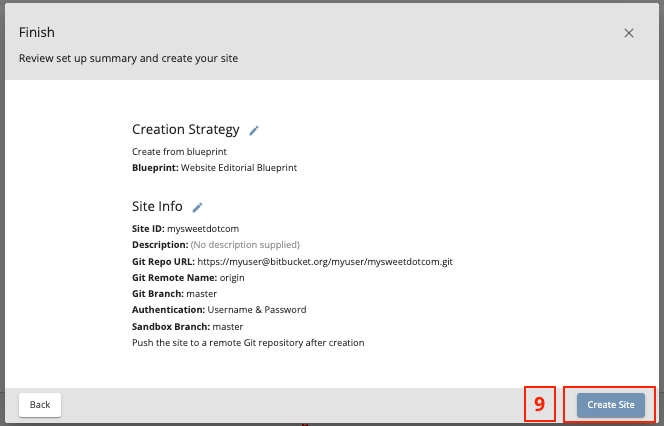 Finish
Review set up summary and create your site
Creation Strategy
Create from blueprint
Blueprint: Website Editorial Blueprint
Site Info
Site ID: mysweetdotcom
Description: (No description supplied)
Git Repo URL: https://myuser@bitbucket.org/myuser/mysweetdotcom.git
Git Remote Name: origin
Git Branch: master
Authentication: Username & Password
Sandbox Branch: master
Push the site to a remote Git repository after creation
Back
9
Create Site